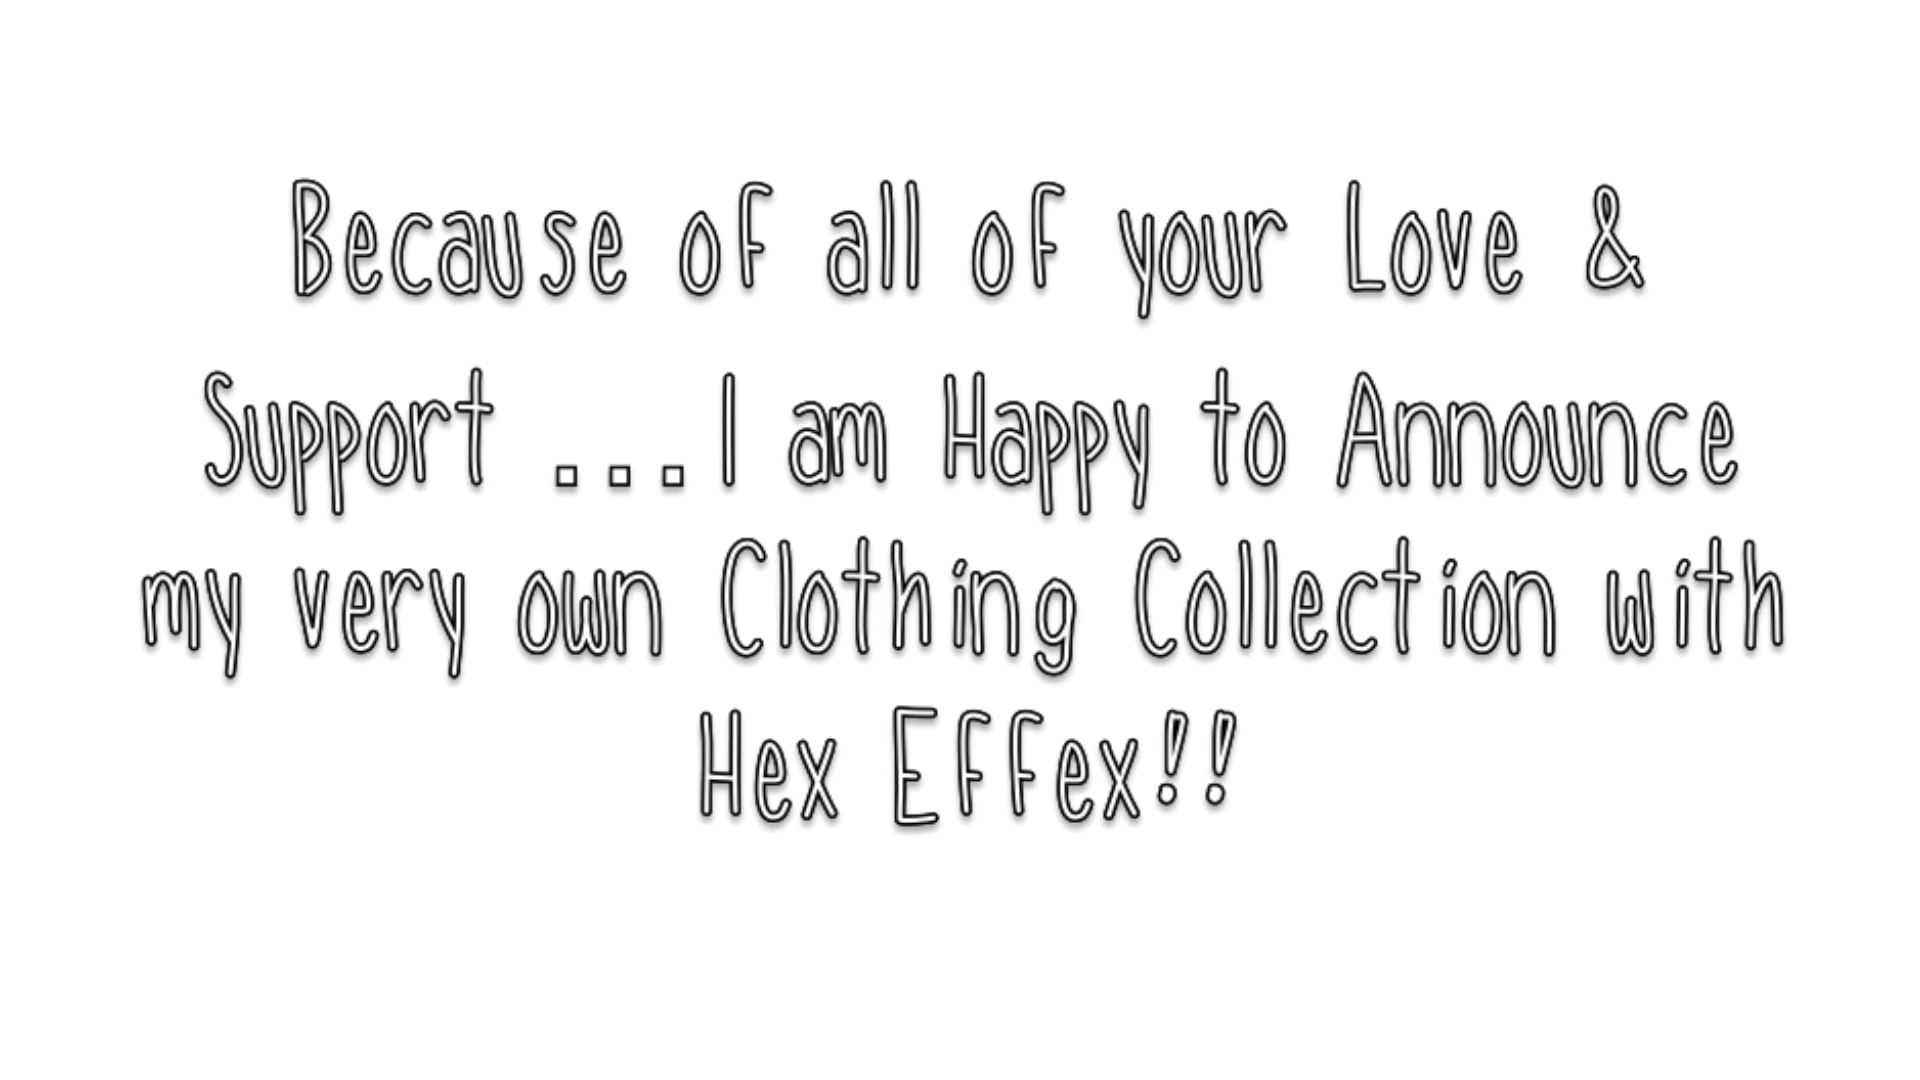 Because of all of your Love &
Support ...I am Happy to Announce
my very own Clothing Collection with
Hex Effex!!